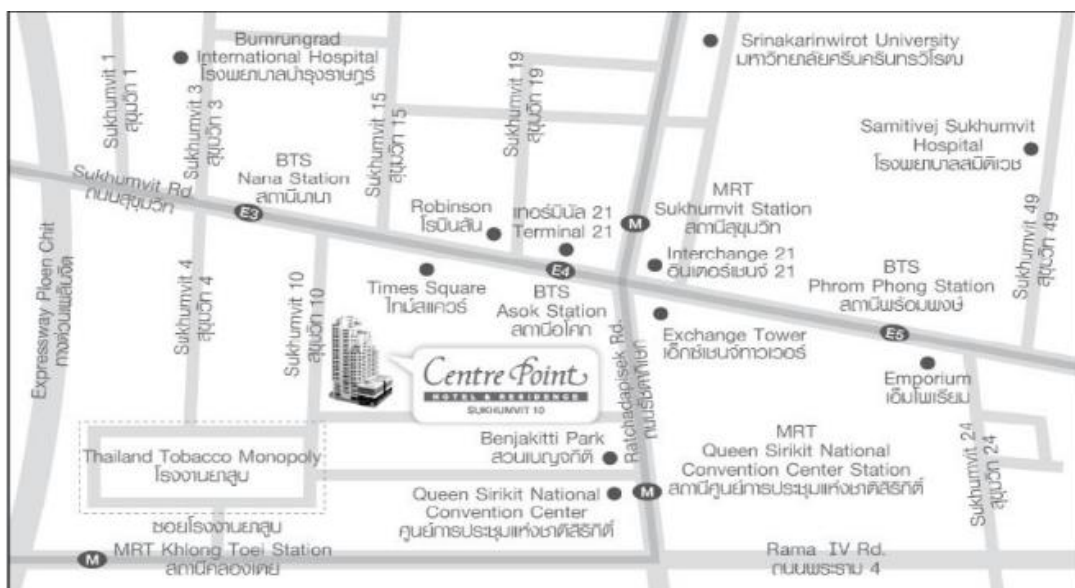 Bumrungrad
International Hospital
โรงพยาบาลบำรุงราษฎร์
Srinakarinwirot University
มหาวิทยาลัยศรีนครินทรวิโรฒ
Sukhumvit 1
สุขุมวิท 1
Sukhumvit 3
สุขุมวิท 3
Sukhumvit 15
สุขุมวิท 15
Sukhumvit 19
สุขุมวิท 19
Samitivej Sukhumvit
Hospital
โรงพยาบาลสมิติเวช
Sukhumvit Rd
ถนนสุขุมวิท
BTS
Nana Station
สถานีนานา
E3
Robinson
โรบินสัน
เทอร์มินัล 21
Terminal 21
M
MRT
Sukhumvit Station
สถานีสุขุมวิท
Interchange 21
อินเตอร์เชนจ์ 21
Sukhumvit 49
สุขุมวิท 49
Expressway Ploen Chit
ทางด่วนเพลินจิต
Sukhumvit 4
สุขุมวิท 4
Sukhumvit 10
สุขุมวิท 10
Times Square
ไทม์สแควร์
E4
BTS
Asok Station
สถานีอโศก
BTS
Phrom Phong Station
สถานีพร้อมพงษ์
E5
Exchange Tower
เอ็กซ์เชนจ์ทาวเวอร์
Emporium
เอ็มโพเรียม
Centre Point
HOTEL & RESIDENCE
SUKHUMVIT 10
Ratchadapisek Rd.
ถนนรัชดาภิเษก
Thailand Tobacco Monopoly
โรงงานยาสูบ
Benjakitti Park
สวนเบญจกิติ
MRT
Queen Sirikit National
Convention Center Station
สถานีศูนย์การประชุมแห่งชาติสิริกิติ์
M
Queen Sirikit National
Convention Center
ศูนย์การประชุมแห่งชาติสิริกิติ์
Sukhumvit 24
สุขุมวิท 24
ซอยโรงงานยาสูบ
M
MRT Khlong Toei Station
สถานีคลองเตย
Rama IV Rd.
ถนนพระราม 4